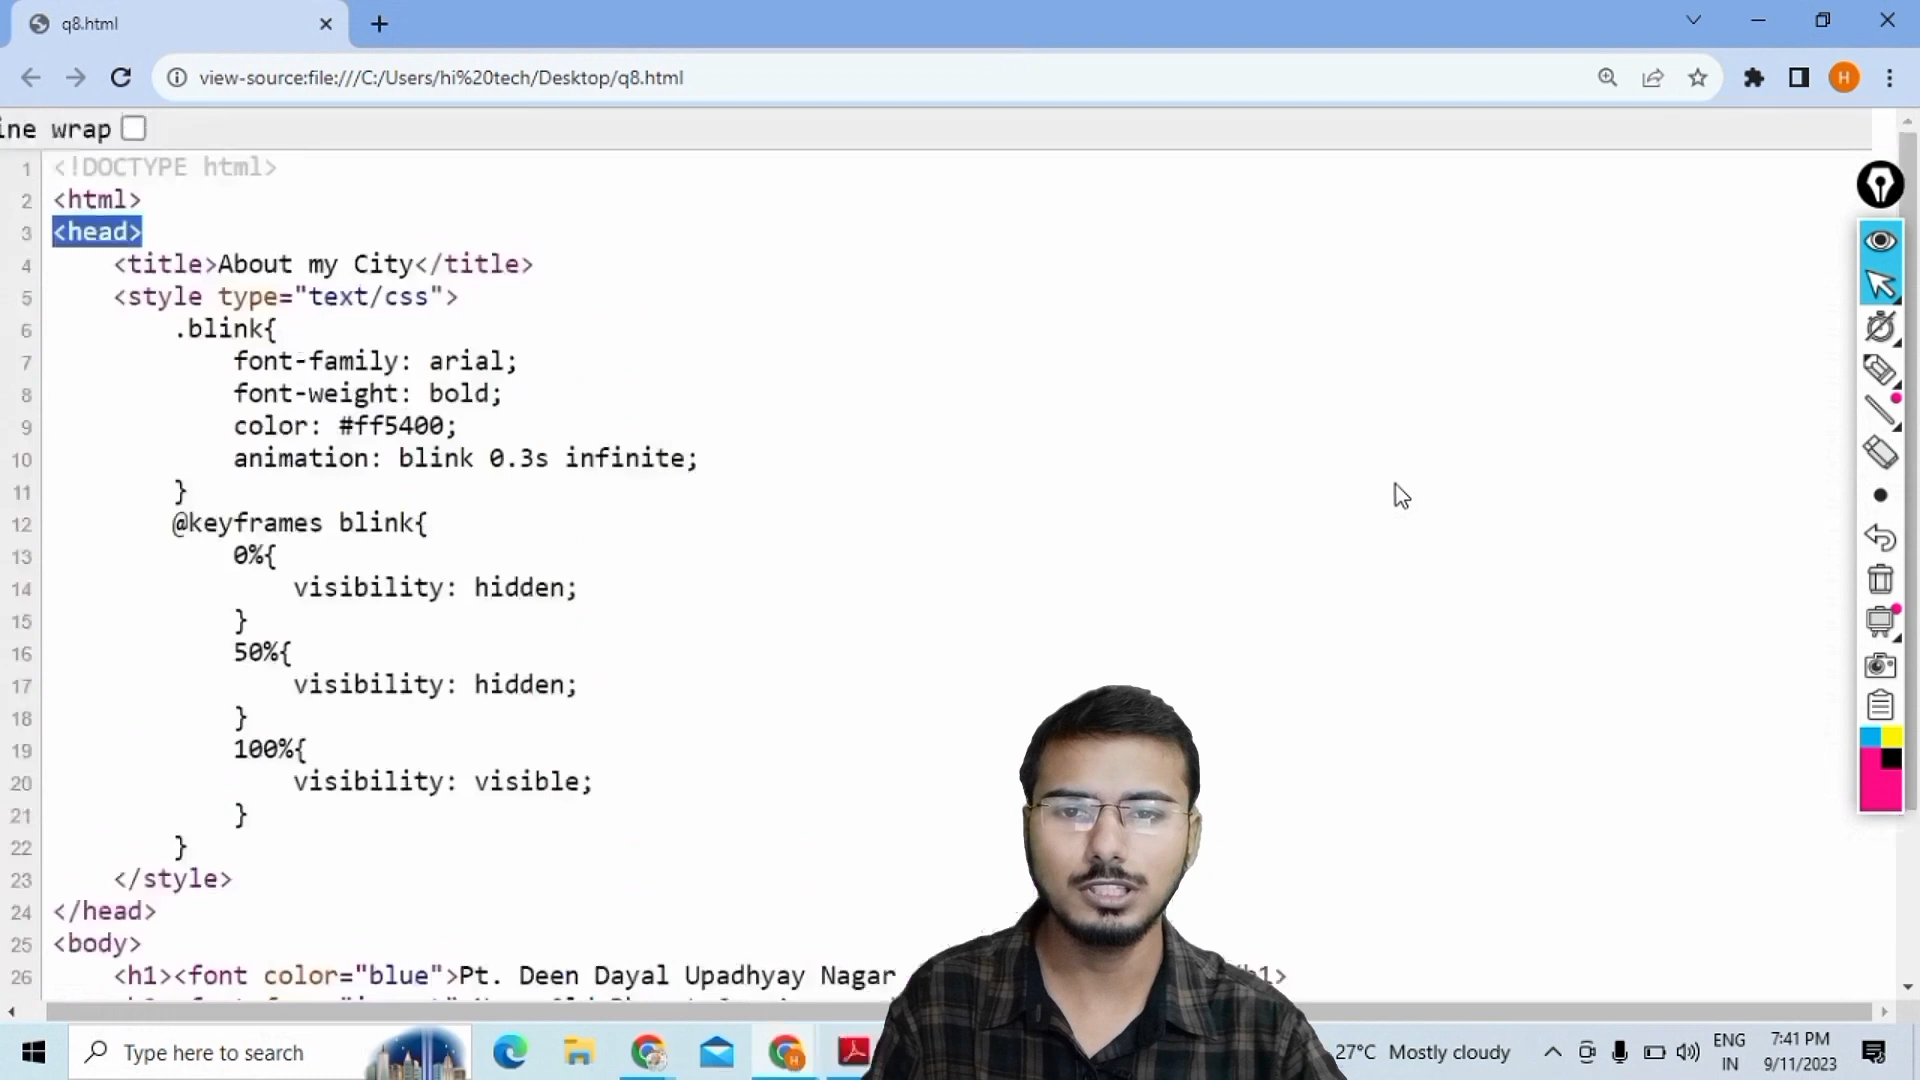 q8.html
view-source:file:///C:/Users/hi%20tech/Desktop/q8.html
H
ine wrap
1 <!DOCTYPE html>
2 <html>
3 <head>
4 <title>About my City</title>
5 <style type="text/css">
6 .blink{
7 font-family: arial;
8 font-weight: bold;
9 color: #ff5400;
10 animation: blink 0.3s infinite;
11 }
12 @keyframes blink{
13 0%{
14 visibility: hidden;
15 }
16 50%{
17 visibility: hidden;
18 }
19 100%{
20 visibility: visible;
21 }
22 }
23 </style>
24 </head>
25 <body>
26 <h1><font color="blue">Pt. Deen Dayal Upadhyay Nagar h1>
Type here to search
H
27°C Mostly cloudy
ENG
IN
7:41 PM
9/11/2023